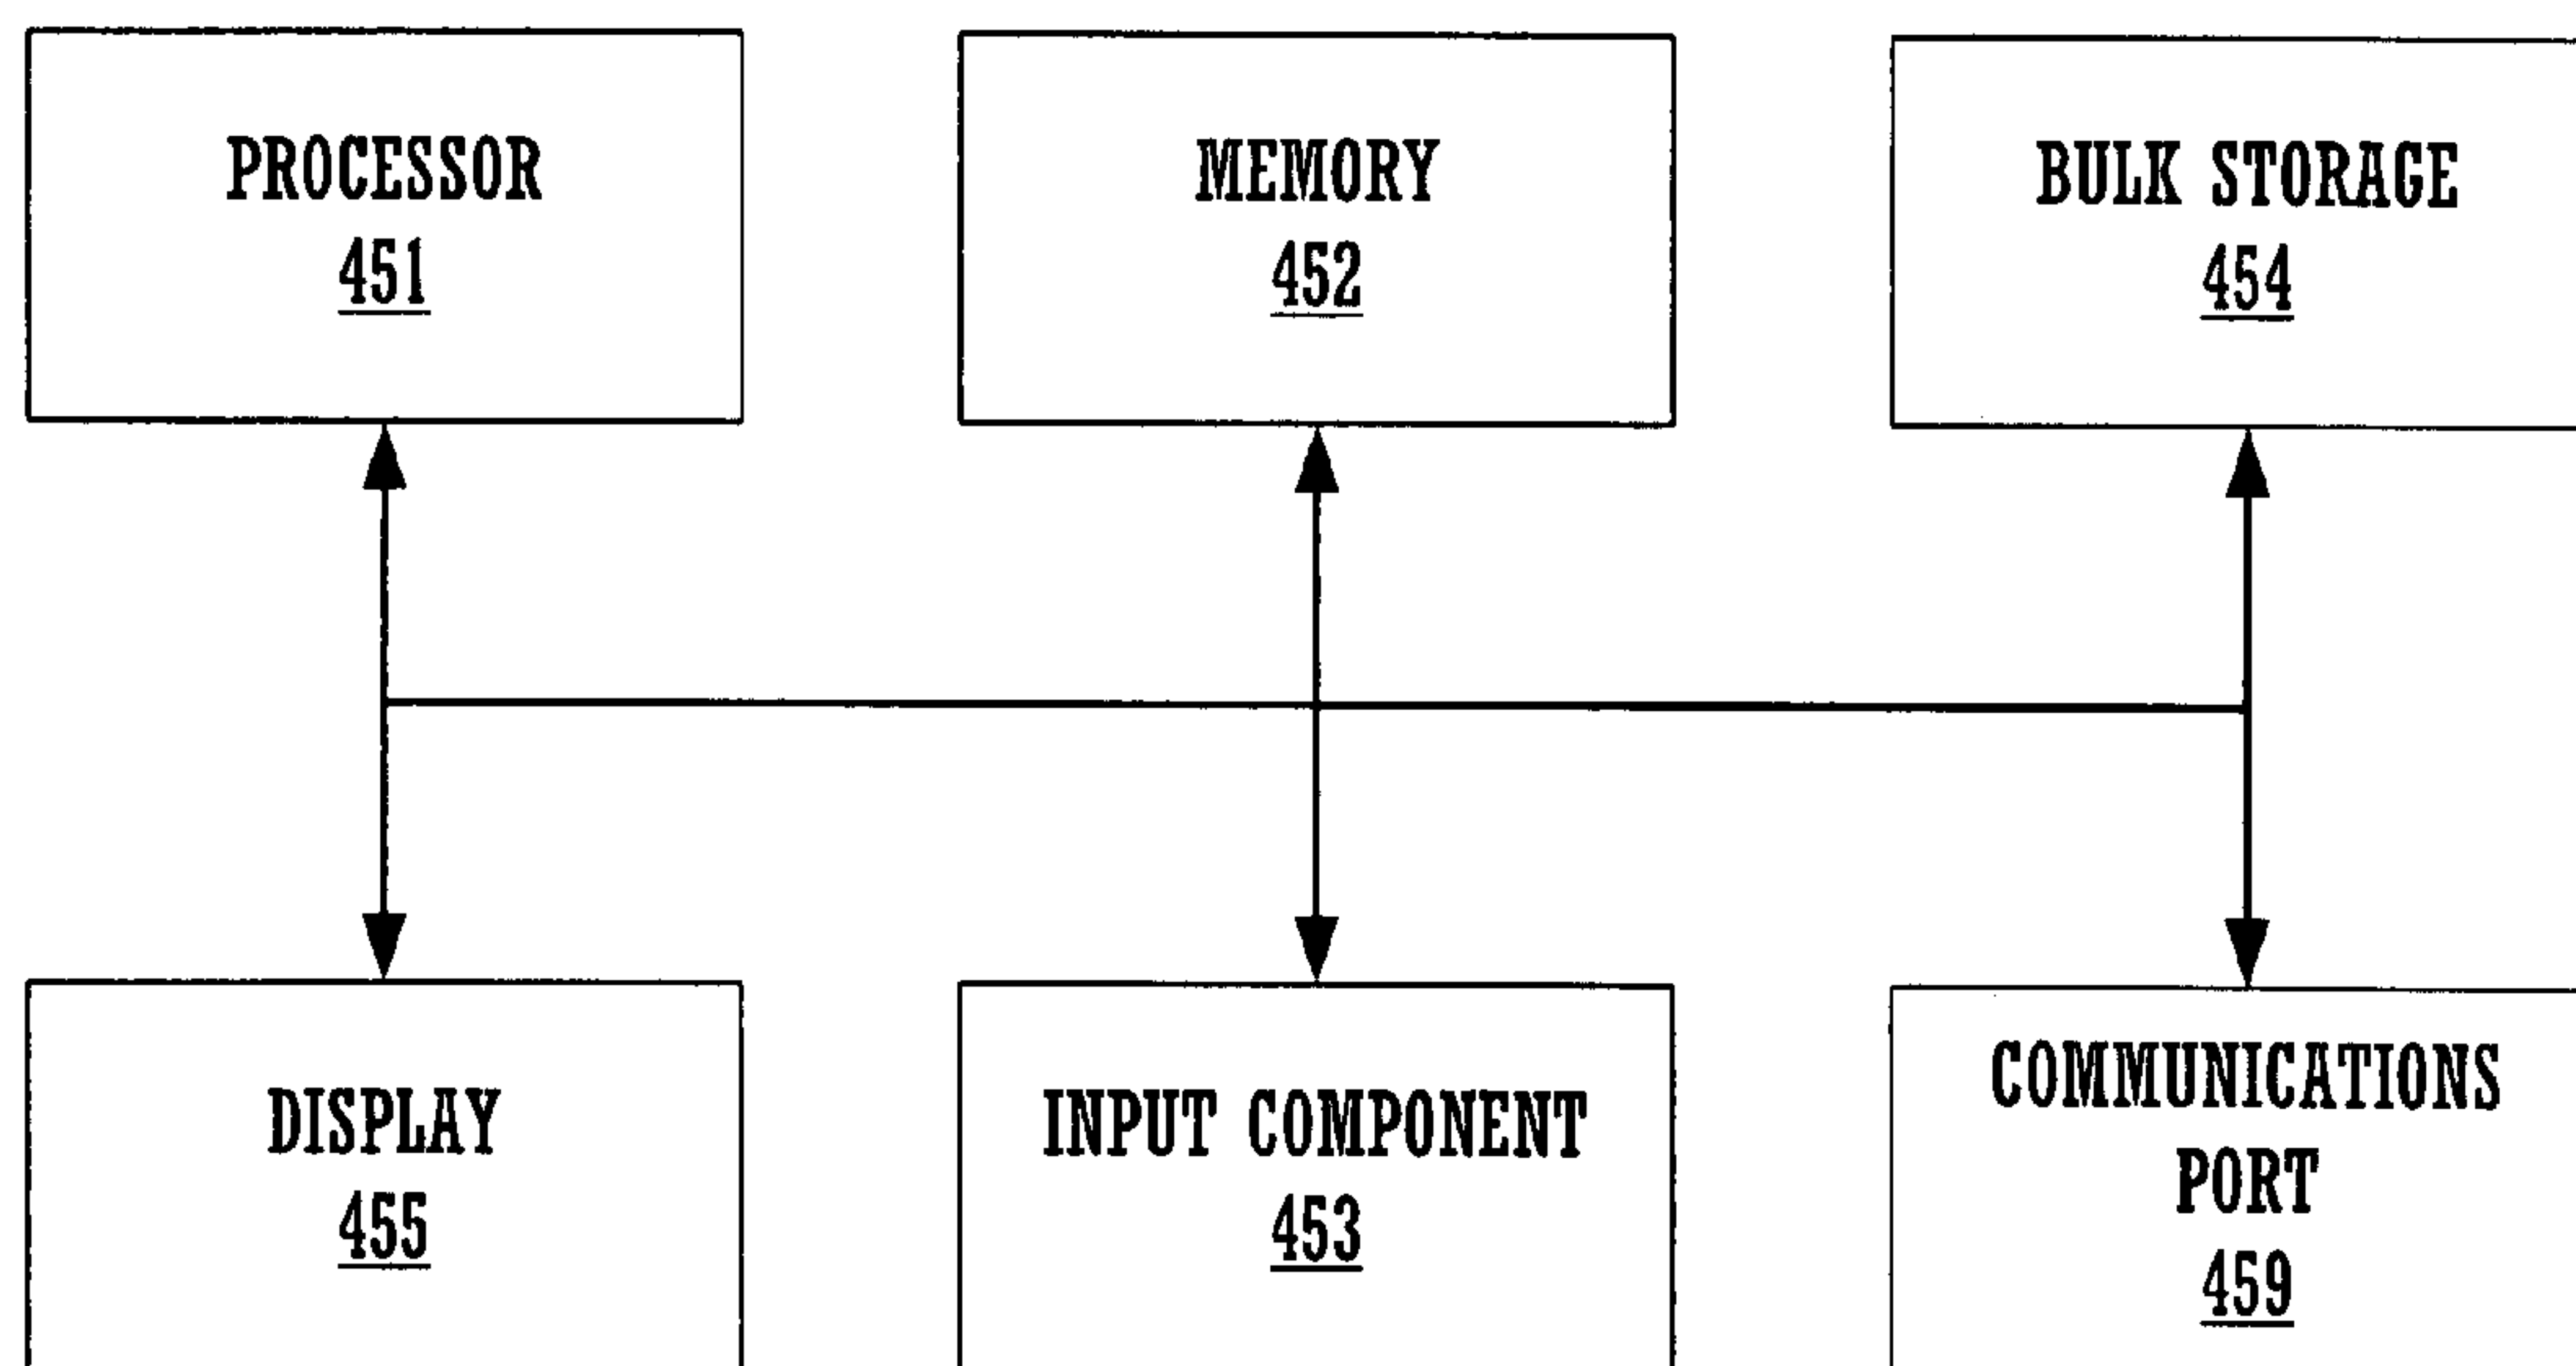 PROCESSOR
451
MEMORY
452
BULK STORAGE
454
DISPLAY
455
INPUT COMPONENT
453
COMMUNICATIONS
PORT
459